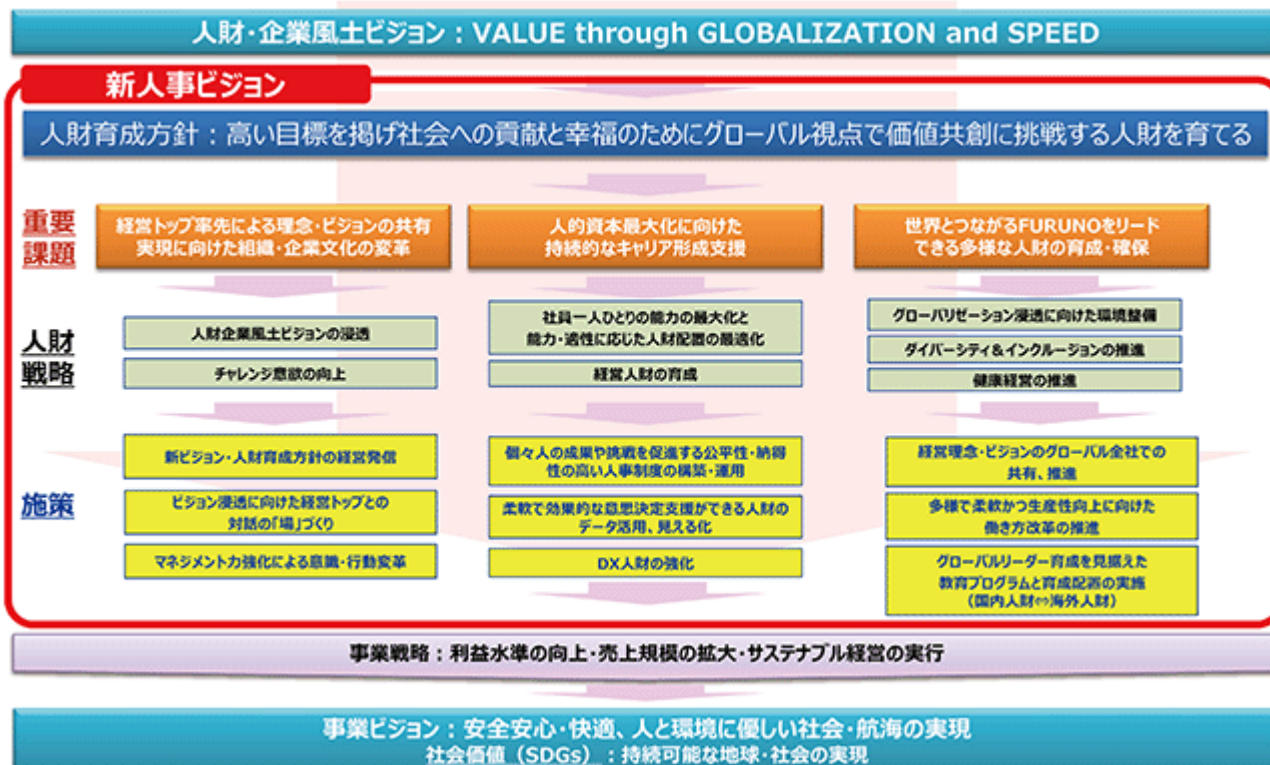 人財・企業風土ビジョン：VALUE through GLOBALIZATION and SPEED
新人事ビジョン
人財育成方針：高い目標を掲げ社会への貢献と幸福のためにグローバル視点で価値共創に挑戦する人財を育てる
重要
課題
経営トップ率先による理念・ビジョンの共有
実現に向けた組織・企業文化の変革
人的資本最大化に向けた
持続的なキャリア形成支援
世界とつながるFURUNOをリード
できる多様な人財の育成・確保
人財
戦略
人財企業風土ビジョンの浸透
チャレンジ意欲の向上
社員一人ひとりの能力の最大化と
能力・適性に応じた人財配置の最適化
経営人財の育成
グローバリゼーション浸透に向けた環境整備
ダイバーシティ&インクルージョンの推進
健康経営の推進
施策
新ビジョン・人財育成方針の経営発信
ビジョン浸透に向けた経営トップとの
対話の「場」づくり
マネジメント力強化による意識・行動変革
個々人の成果や挑戦を促進する公平性・納得
性の高い人事制度の構築・運用
柔軟で効果的な意思決定支援ができる人財の
データ活用、見える化
DX人財の強化
経営理念・ビジョンのグローバル全社での
共有、推進
多様で柔軟かつ生産性向上に向けた
働き方改革の推進
グローバルリーダー育成を見据えた
教育プログラムと育成配置の実施
（国内人財⇔海外人財）
事業戦略：利益水準の向上・売上規模の拡大・サステナブル経営の実行
事業ビジョン：安全安心・快適、人と環境に優しい社会・航海の実現
社会価値（SDGs）：持続可能な地球・社会の実現